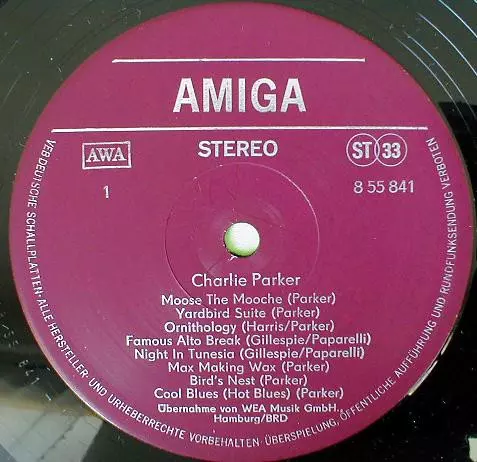 AMIGA
AWA
STEREO
ST 33
1
8 55 841
Charlie Parker
Moose The Mooche (Parker)
Yardbird Suite (Parker)
Ornithology (Harris/Parker)
Famous Alto Break (Gillespie/Paparelli)
Night In Tunesia (Gillespie/Paparelli)
Max Making Wax (Parker)
Bird's Nest (Parker)
Cool Blues (Hot Blues) (Parker)
Übernahme von WEA Musik GmbH,
Hamburg/BRD
VEB DEUTSCHE SCHALLPLATTEN · ALLE HERSTELLER- UND URHEBERRECHTE VORBEHALTEN · ÜBERSPIELUNG, ÖFFENTLICHE AUFFÜHRUNG UND RUNDFUNKSENDUNG VERBOTEN